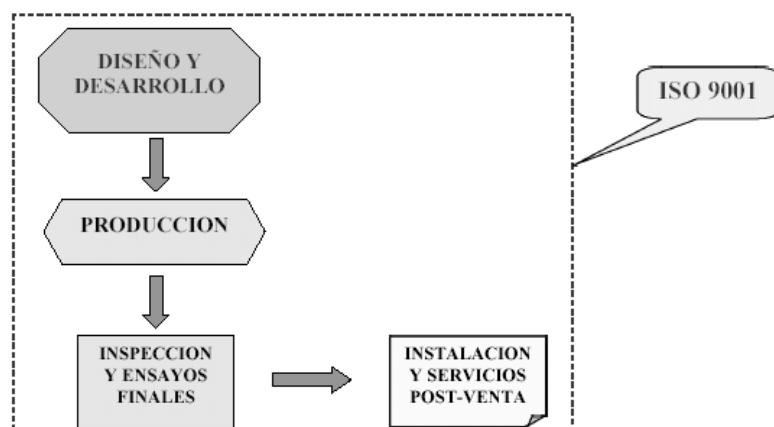 DISEÑO Y
DESARROLLO
ISO 9001
PRODUCCION
INSPECCION
Y ENSAYOS
FINALES
INSTALACION
Y SERVICIOS
POST-VENTA